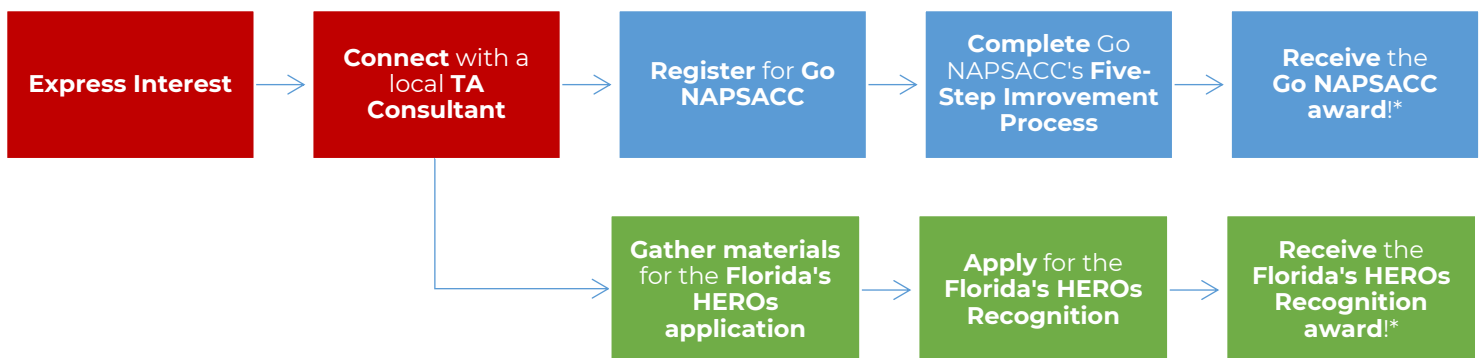 Express Interest
Connect with a
local TA
Consultant
Register for Go
NAPSACC
Complete Go
NAPSACC's Five-
Step Imrovement
Process
Receive the
Go NAPSACC
award!*
Gather materials
for the Florida's
HEROs
application
Apply for the
Florida's HEROs
Recognition
Receive the
Florida's HEROs
Recognition
award!*